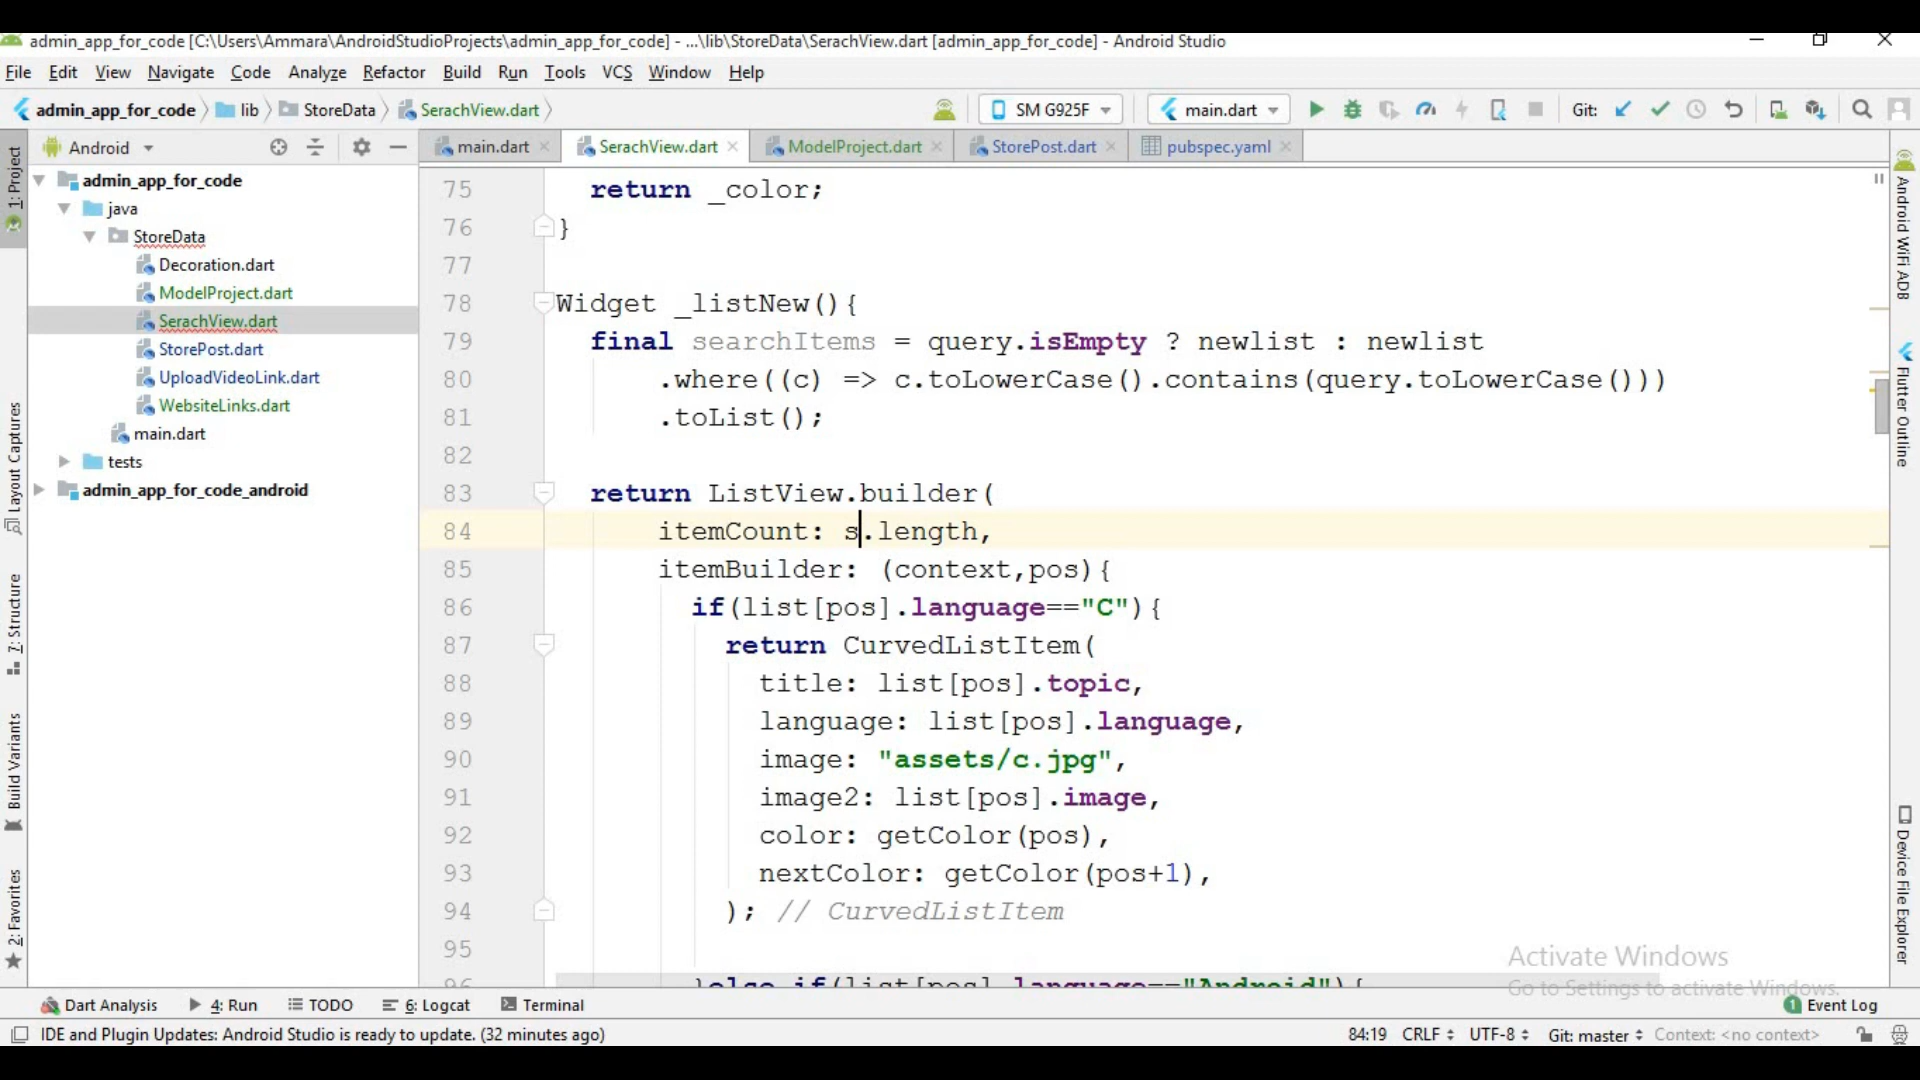 admin_app_for_code [C:\Users\Ammara\AndroidStudioProjects\admin_app_for_code] - ...\lib\StoreData\SerachView.dart [admin_app_for_code] - Android Studio
File Edit View Navigate Code Analyze Refactor Build Run Tools VCS Window Help
admin_app_for_code lib StoreData SerachView.dart SM G925F main.dart Git:
Android
main.dart SerachView.dart ModelProject.dart StorePost.dart pubspec.yaml
1: Project
Layout Captures
7: Structure
Build Variants
2: Favorites
admin_app_for_code
java
StoreData
Decoration.dart
ModelProject.dart
SerachView.dart
StorePost.dart
UploadVideoLink.dart
WebsiteLinks.dart
main.dart
tests
admin_app_for_code_android
75 return _color;
76 }
77
78 Widget _listNew(){
79 final searchItems = query.isEmpty ? newlist : newlist
80 .where((c) => c.toLowerCase().contains(query.toLowerCase()))
81 .toList();
82
83 return ListView.builder(
84 itemCount: s.length,
85 itemBuilder: (context,pos){
86 if(list[pos].language=="C"){
87 return CurvedListItem(
88 title: list[pos].topic,
89 language: list[pos].language,
90 image: "assets/c.jpg",
91 image2: list[pos].image,
92 color: getColor(pos),
93 nextColor: getColor(pos+1),
94 ); // CurvedListItem
95
96 }else if(list[pos].language=="Android"){
Android WiFi ADB
Flutter Outline
Device File Explorer
Activate Windows
Go to Settings to activate Windows.
Dart Analysis 4: Run TODO 6: Logcat Terminal 1 Event Log
IDE and Plugin Updates: Android Studio is ready to update. (32 minutes ago) 84:19 CRLF UTF-8 Git: master Context: <no context>